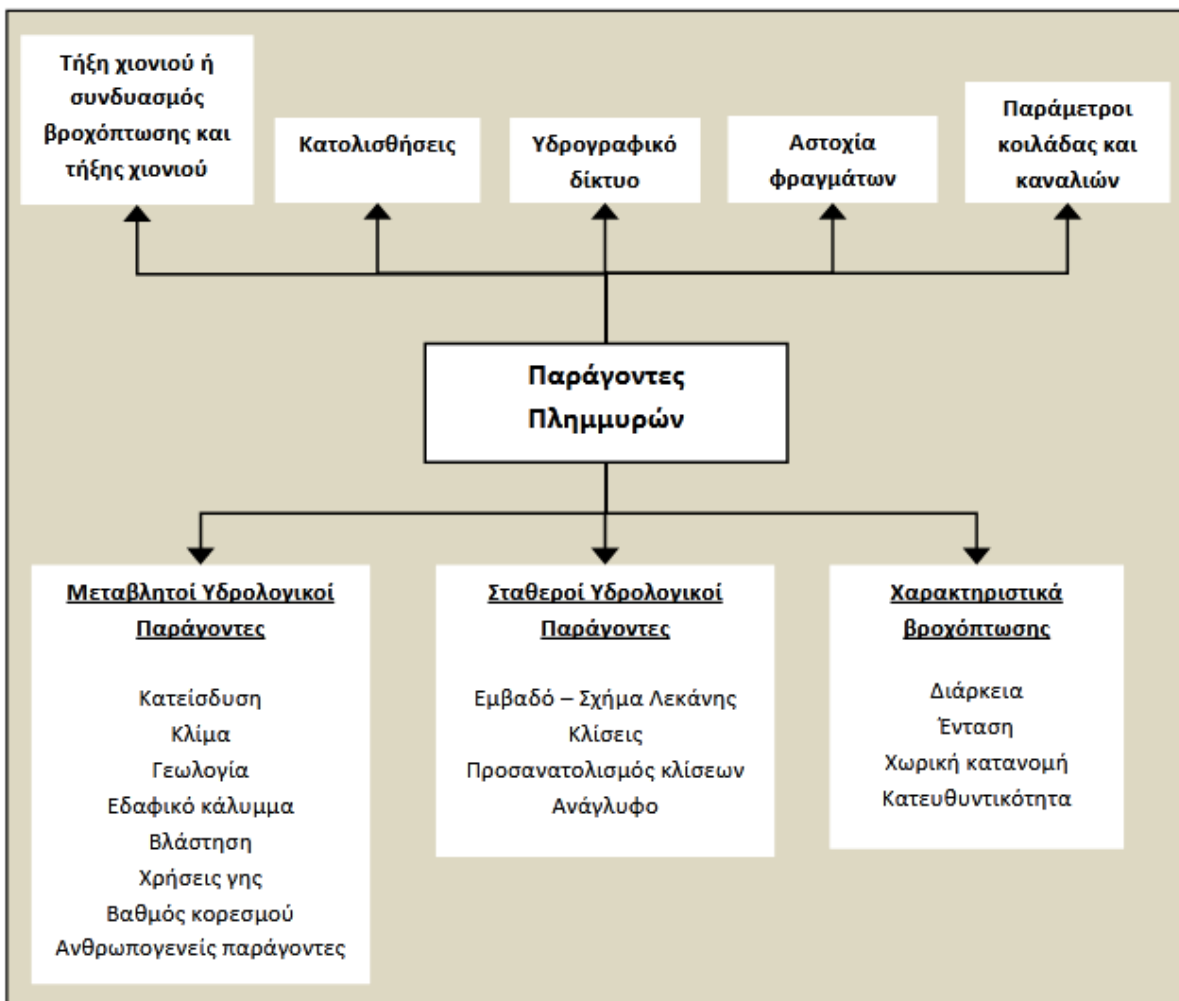 Τήξη χιονιού ή
συνδυασμός
βροχόπτωσης και
τήξης χιονιού
Κατολισθήσεις
Υδρογραφικό
δίκτυο
Αστοχία
φραγμάτων
Παράμετροι
κοιλάδας και
καναλιών
Παράγοντες
Πλημμυρών
Μεταβλητοί Υδρολογικοί
Παράγοντες
Κατείσδυση
Κλίμα
Γεωλογία
Εδαφικό κάλυμμα
Βλάστηση
Χρήσεις γης
Βαθμός κορεσμού
Ανθρωπογενείς παράγοντες
Σταθεροί Υδρολογικοί
Παράγοντες
Εμβαδό – Σχήμα Λεκάνης
Κλίσεις
Προσανατολισμός κλίσεων
Ανάγλυφο
Χαρακτηριστικά
βροχόπτωσης
Διάρκεια
Ένταση
Χωρική κατανομή
Κατευθυντικότητα